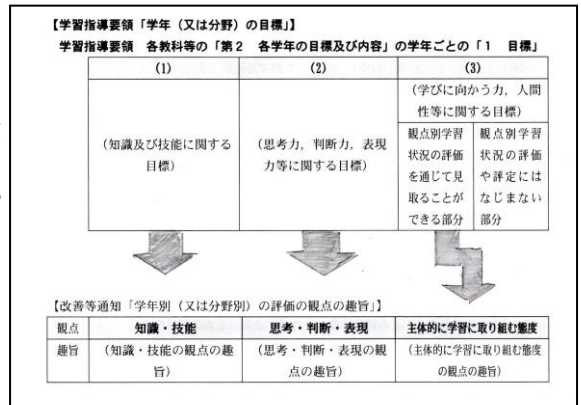 【学習指導要領「学年（又は分野）の目標」】
学習指導要領 各教科等の「第２ 各学年の目標及び内容」の学年ごとの「１ 目標」
(1)
(2)
(3)
(知識及び技能に関する
目標)
(思考力，判断力，表現
力等に関する目標)
(学びに向かう力，人間
性等に関する目標)
観点別学習
状況の評価
を通じて見
取ることが
できる部分
観点別学習
状況の評価
や評定には
なじまない
部分
【改善等通知「学年別（又は分野別）の評価の観点の趣旨」】
観点
知識・技能
思考・判断・表現
主体的に学習に取り組む態度
趣旨
(知識・技能の観点の趣
旨)
(思考・判断・表現の観
点の趣旨)
(主体的に学習に取り組む態度
の観点の趣旨)